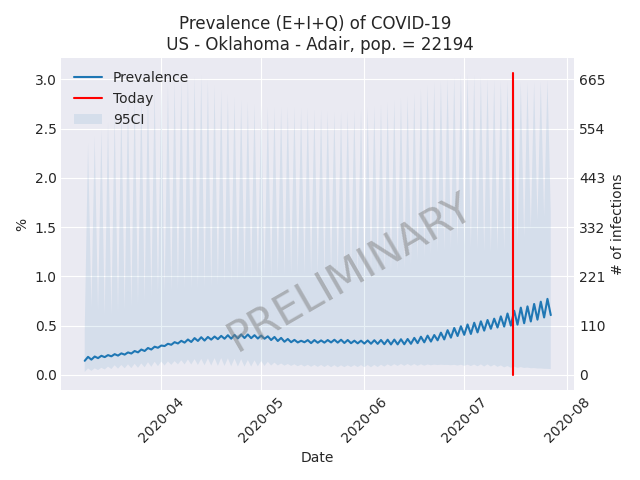 Prevalence (E+I+Q) of COVID-19
US - Oklahoma - Adair, pop. = 22194
Prevalence
Today
95CI
3.0
2.5
2.0
1.5
1.0
0.5
0.0
%
665
554
443
332
221
110
0
# of infections
PRELIMINARY
2020-04
2020-05
2020-06
2020-07
2020-08
Date